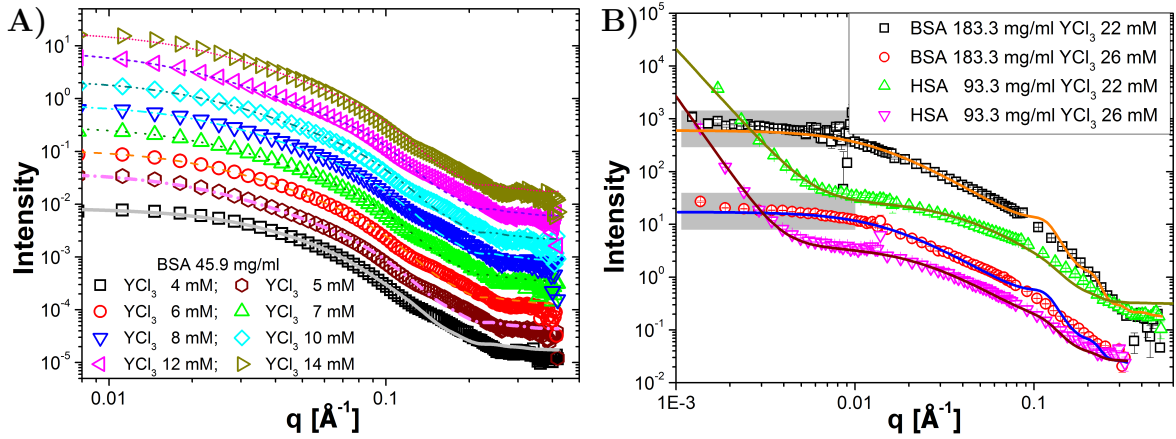 A)
Intensity
10¹
10⁰
10⁻¹
10⁻²
10⁻³
10⁻⁴
10⁻⁵
BSA 45.9 mg/ml
YCl₃ 4 mM; YCl₃ 5 mM
YCl₃ 6 mM; YCl₃ 7 mM
YCl₃ 8 mM; YCl₃ 10 mM
YCl₃ 12 mM; YCl₃ 14 mM
0.01 0.1
q [Å⁻¹]
B)
Intensity
10⁵
10⁴
10³
10²
10¹
10⁰
10⁻¹
10⁻²
BSA 183.3 mg/ml YCl₃ 22 mM
BSA 183.3 mg/ml YCl₃ 26 mM
HSA 93.3 mg/ml YCl₃ 22 mM
HSA 93.3 mg/ml YCl₃ 26 mM
1E-3 0.01 0.1
q [Å⁻¹]